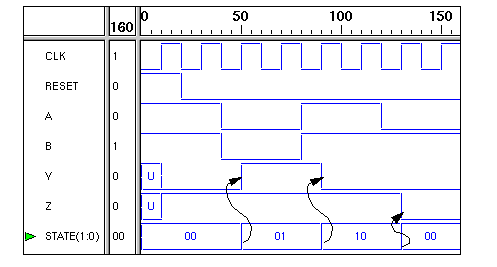 160 0 50 100 150
CLK 1
RESET 0
A 0
B 1
Y 0 U
Z 0 U
STATE(1:0) 00 00 01 10 00